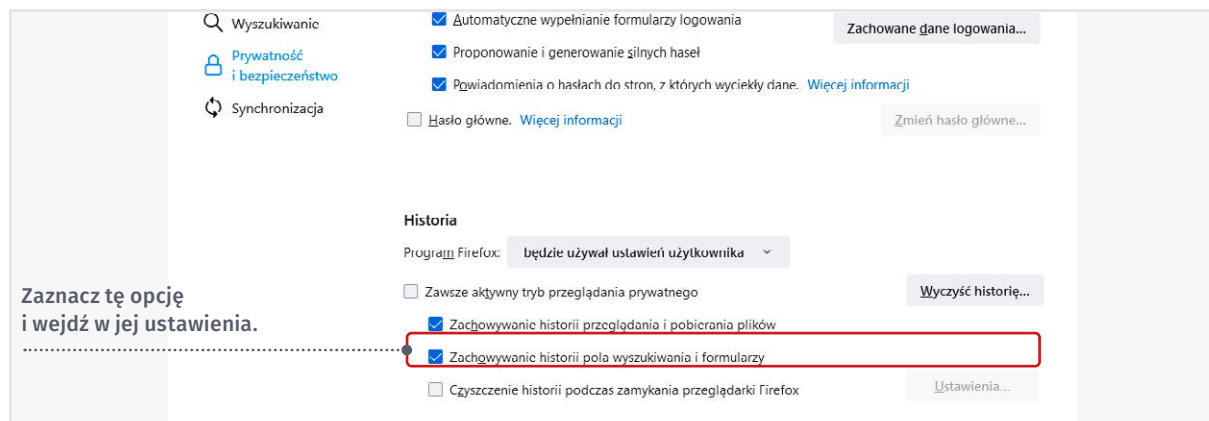 Wyszukiwanie
Prywatność
i bezpieczeństwo
Synchronizacja
Automatyczne wypełnianie formularzy logowania
Zachowane dane logowania...
Proponowanie i generowanie silnych haseł
Powiadomienia o hasłach do stron, z których wyciekły dane. Więcej informacji
Hasło główne. Więcej informacji
Zmień hasło główne...
Historia
Program Firefox: będzie używał ustawień użytkownika
Zawsze aktywny tryb przeglądania prywatnego
Wyczyść historię...
Zaznacz tę opcję
i wejdź w jej ustawienia.
Zachowywanie historii przeglądania i pobierania plików
Zachowywanie historii pola wyszukiwania i formularzy
Czyszczenie historii podczas zamykania przeglądarki Firefox
Ustawienia...